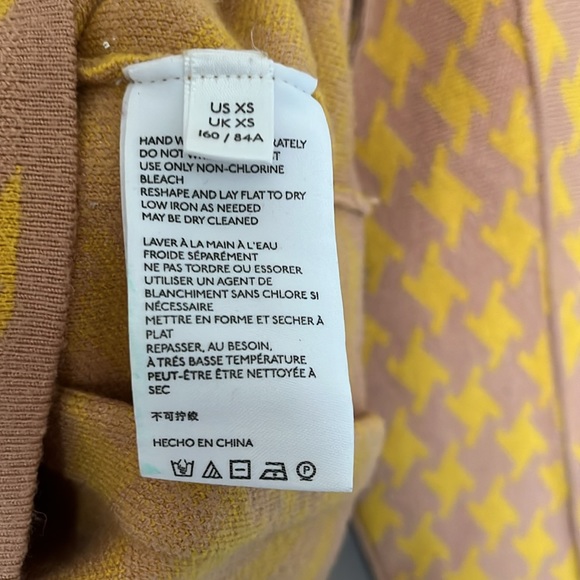 US XS
UK XS
160 / 84A
HAND W RATELY
DO NOT W T
USE ONLY NON-CHLORINE
BLEACH
RESHAPE AND LAY FLAT TO DRY
LOW IRON AS NEEDED
MAY BE DRY CLEANED
LAVER À LA MAIN À L'EAU
FROIDE SÉPARÉMENT
NE PAS TORDRE OU ESSORER
UTILISER UN AGENT DE
BLANCHIMENT SANS CHLORE SI
NÉCESSAIRE
METTRE EN FORME ET SECHER À
PLAT
REPASSER, AU BESOIN,
À TRÉS BASSE TEMPÉRATURE
PEUT-ÊTRE ÊTRE NETTOYÉE À
SEC
不可拧绞
HECHO EN CHINA
P